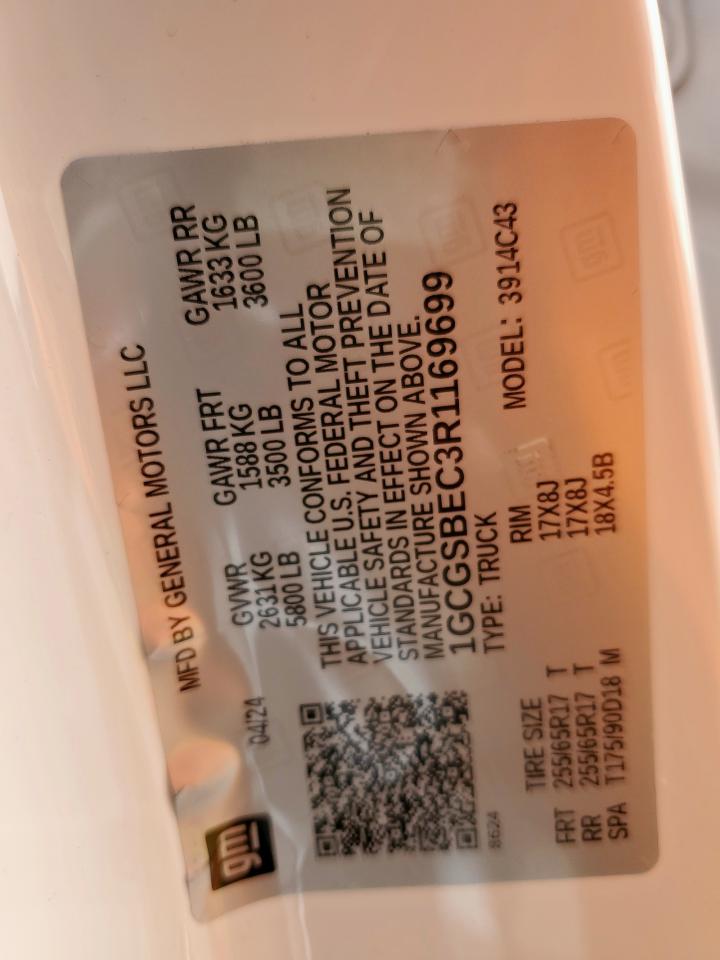 gm
04/24
MFD BY GENERAL MOTORS LLC
GVWR GAWR FRT GAWR RR
2631 KG 1588 KG 1633 KG
5800 LB 3500 LB 3600 LB
THIS VEHICLE CONFORMS TO ALL
APPLICABLE U.S. FEDERAL MOTOR
VEHICLE SAFETY AND THEFT PREVENTION
STANDARDS IN EFFECT ON THE DATE OF
MANUFACTURE SHOWN ABOVE.
1GCGSBEC3R1169699
TYPE: TRUCK MODEL: 3914C43
8624
TIRE SIZE RIM
FRT 255/65R17 T 17X8J
RR 255/65R17 T 17X8J
SPA T175/90D18 M 18X4.5B